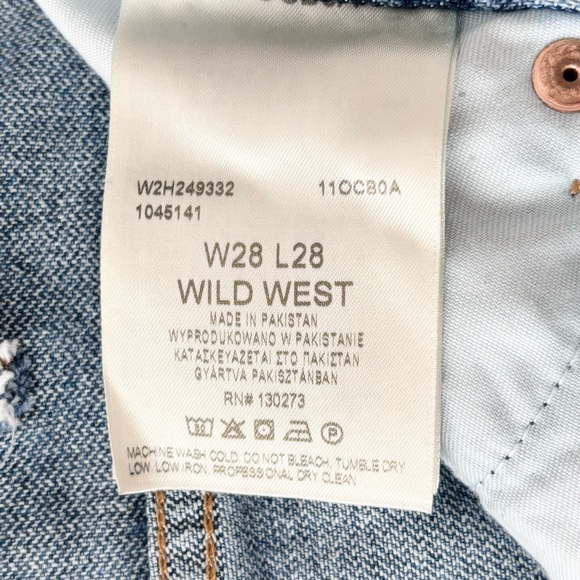 W2H249332 11OCB0A
1045141
W28 L28
WILD WEST
MADE IN PAKISTAN
WYPRODUKOWANO W PAKISTANIE
ΚΑΤΑΣΚΕΥΑΖΕΤΑΙ ΣΤΟ ΠΑΚΙΣΤΑΝ
GYÁRTVA PAKISZTÁNBAN
RN# 130273
MACHINE WASH COLD. DO NOT BLEACH, TUMBLE DRY
LOW, LOW IRON. PROFESSIONAL DRY CLEAN